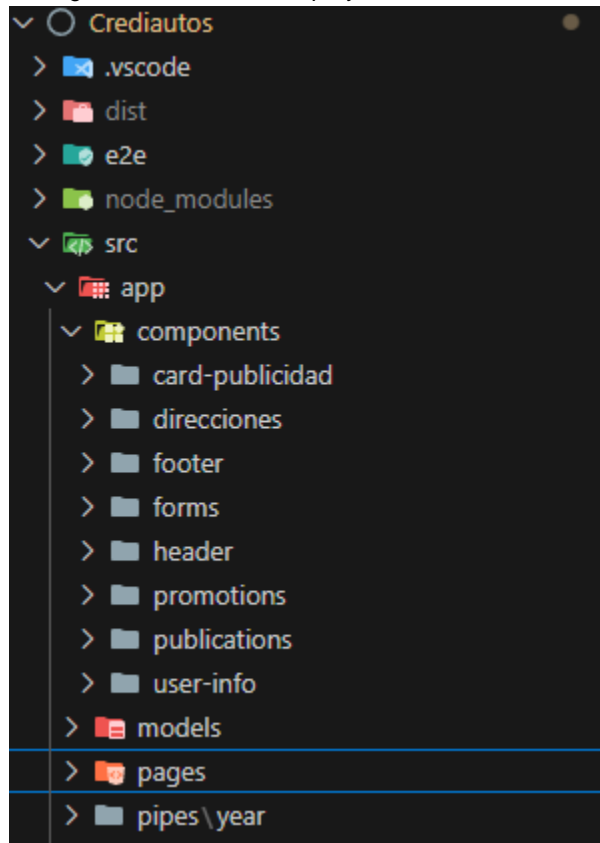 Crediautos
.vscode
dist
e2e
node_modules
src
app
components
card-publicidad
direcciones
footer
forms
header
promotions
publications
user-info
models
pages
pipes\year